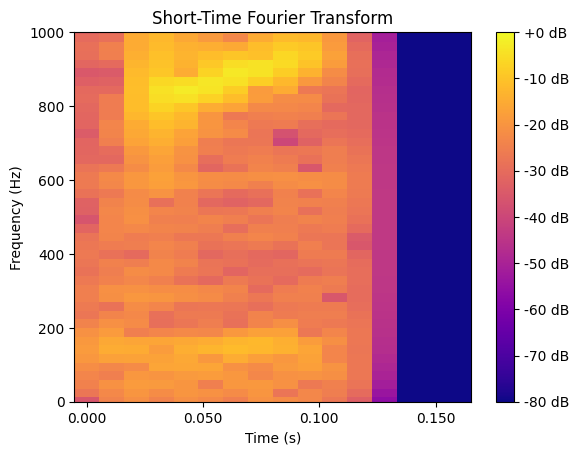 Short-Time Fourier Transform
Frequency (Hz)
1000
800
600
400
200
0
0.000
0.050
0.100
0.150
Time (s)
+0 dB
-10 dB
-20 dB
-30 dB
-40 dB
-50 dB
-60 dB
-70 dB
-80 dB